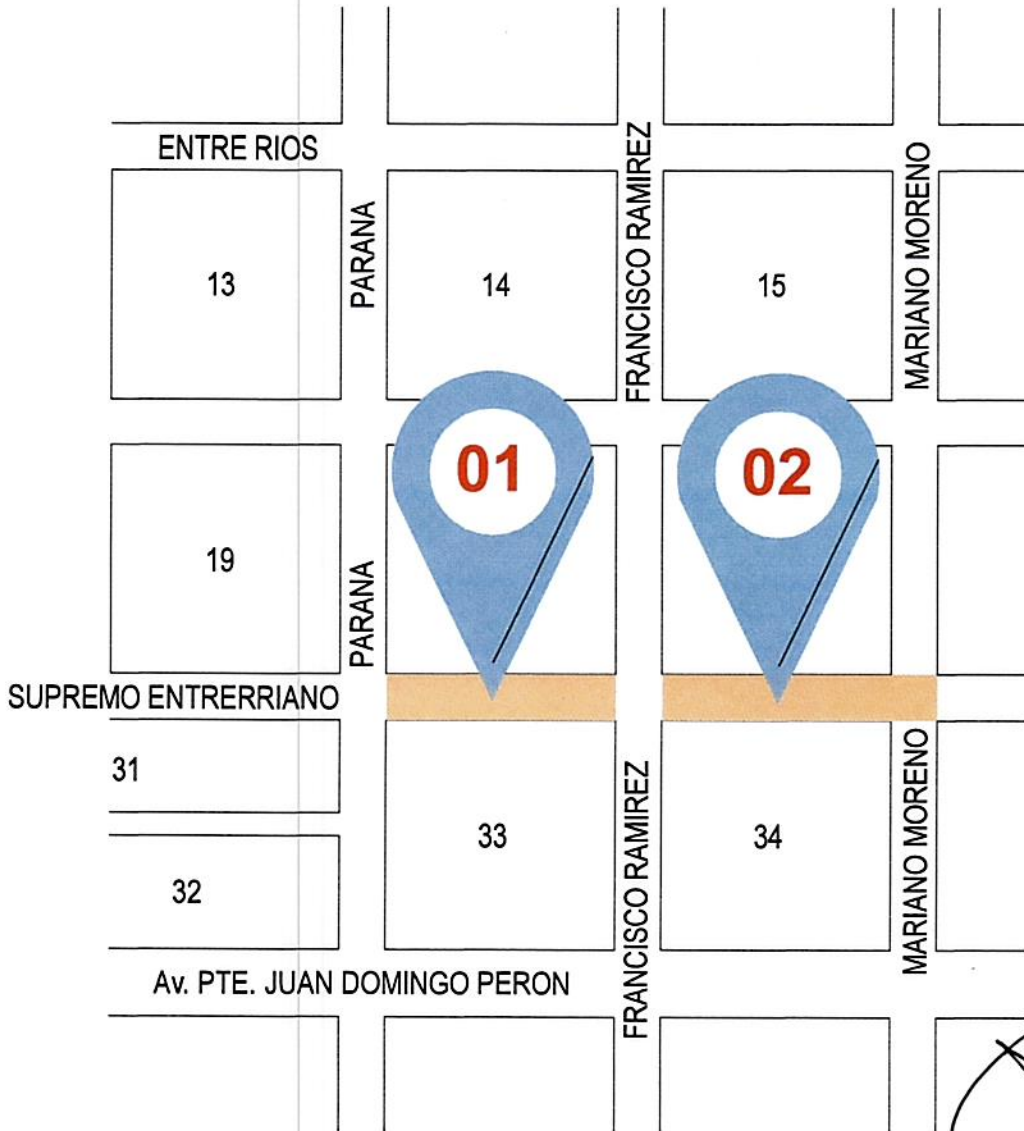 ENTRE RIOS
PARANA
FRANCISCO RAMIREZ
MARIANO MORENO
13
14
15
01
02
19
PARANA
SUPREMO ENTRERRIANO
31
33
34
32
FRANCISCO RAMIREZ
MARIANO MORENO
Av. PTE. JUAN DOMINGO PERON